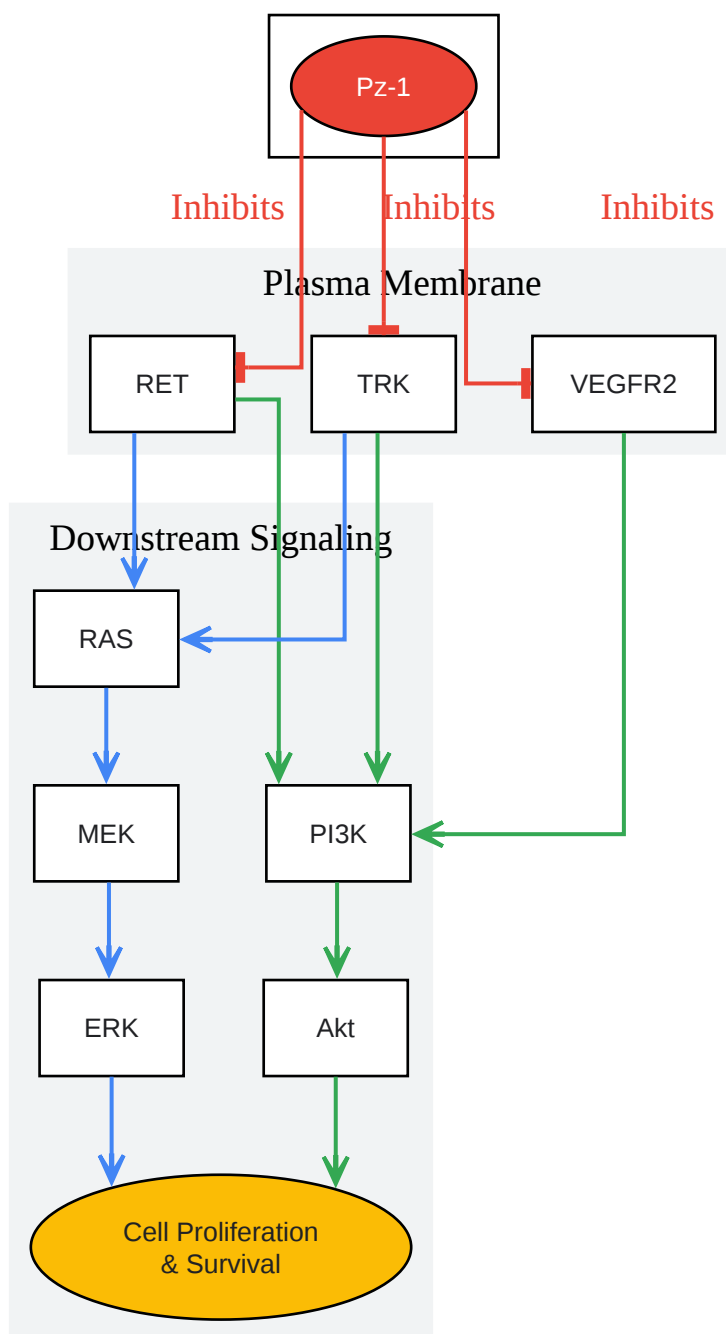 Pz-1
Inhibits
Inhibits
Inhibits
Plasma Membrane
RET
TRK
VEGFR2
Downstream Signaling
RAS
MEK
PI3K
ERK
Akt
Cell Proliferation
& Survival